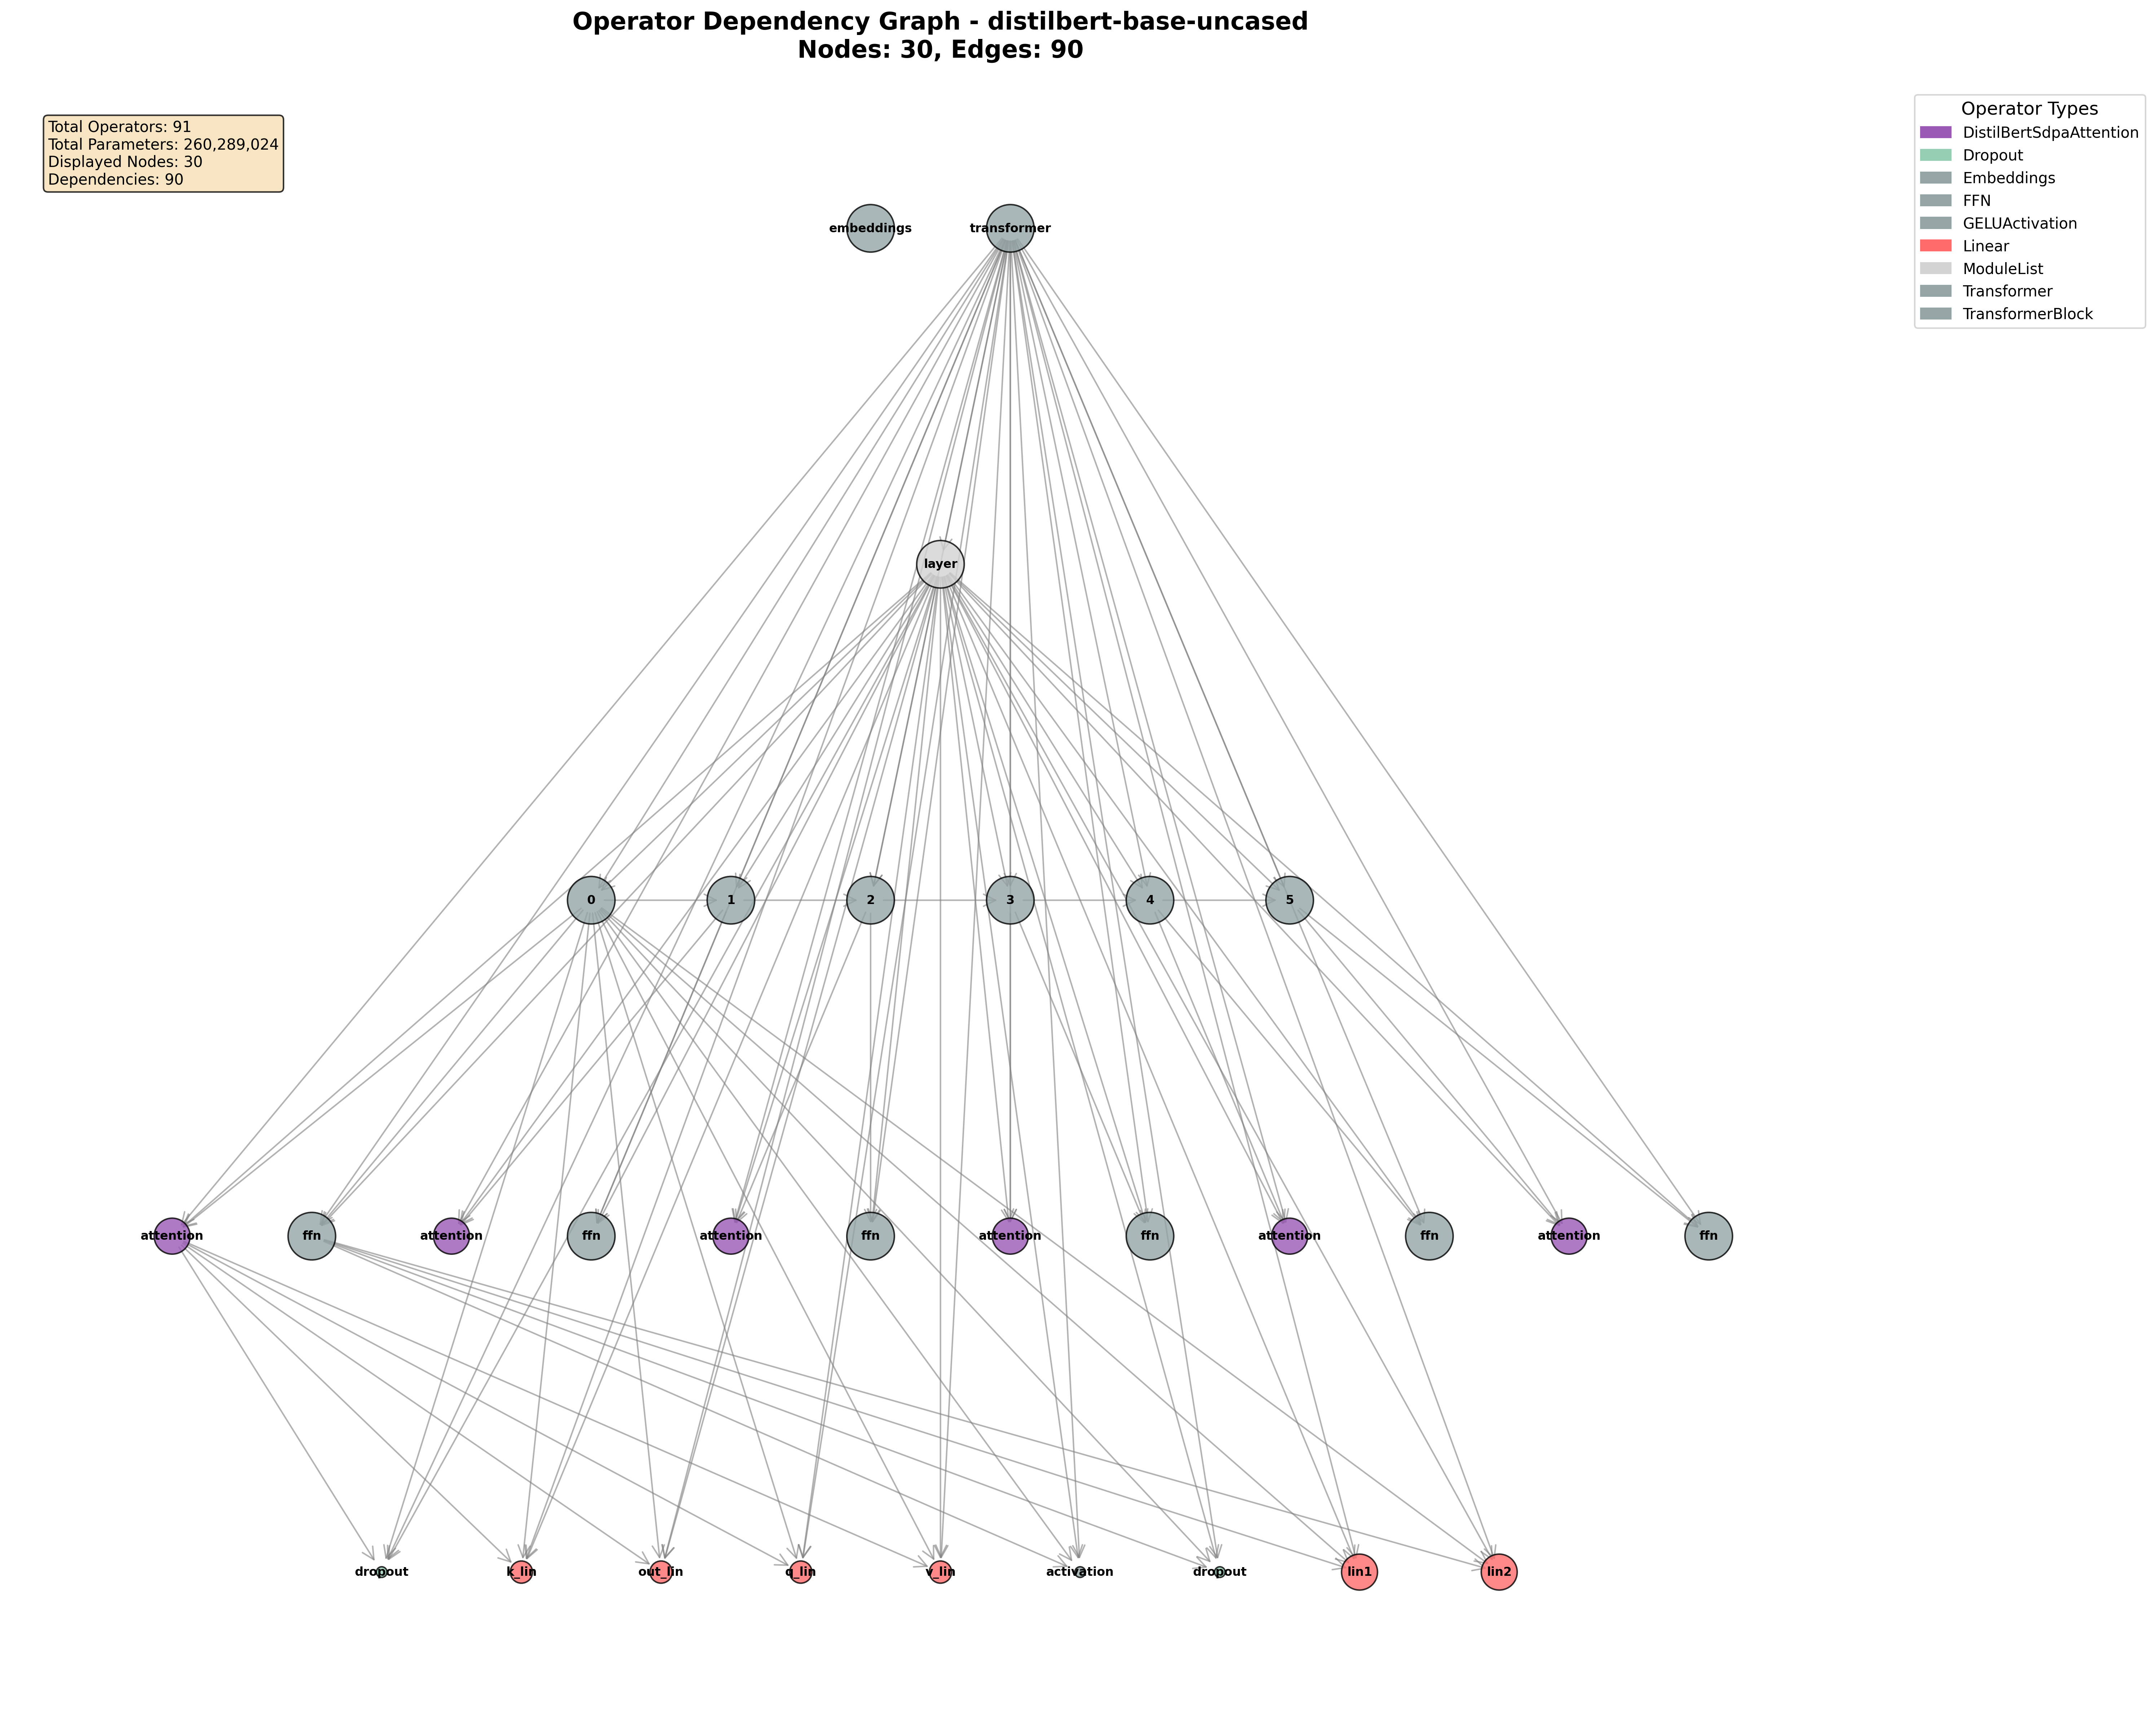 Operator Dependency Graph - distilbert-base-uncased
Nodes: 30, Edges: 90
Total Operators: 91
Total Parameters: 260,289,024
Displayed Nodes: 30
Dependencies: 90
Operator Types
DistilBertSdpaAttention
Dropout
Embeddings
FFN
GELUActivation
Linear
ModuleList
Transformer
TransformerBlock
embeddings transformer
layer
0 1 2 3 4 5
attention ffn attention ffn attention ffn attention ffn attention ffn attention ffn
dropout k_lin out_lin q_lin v_lin activation dropout lin1 lin2